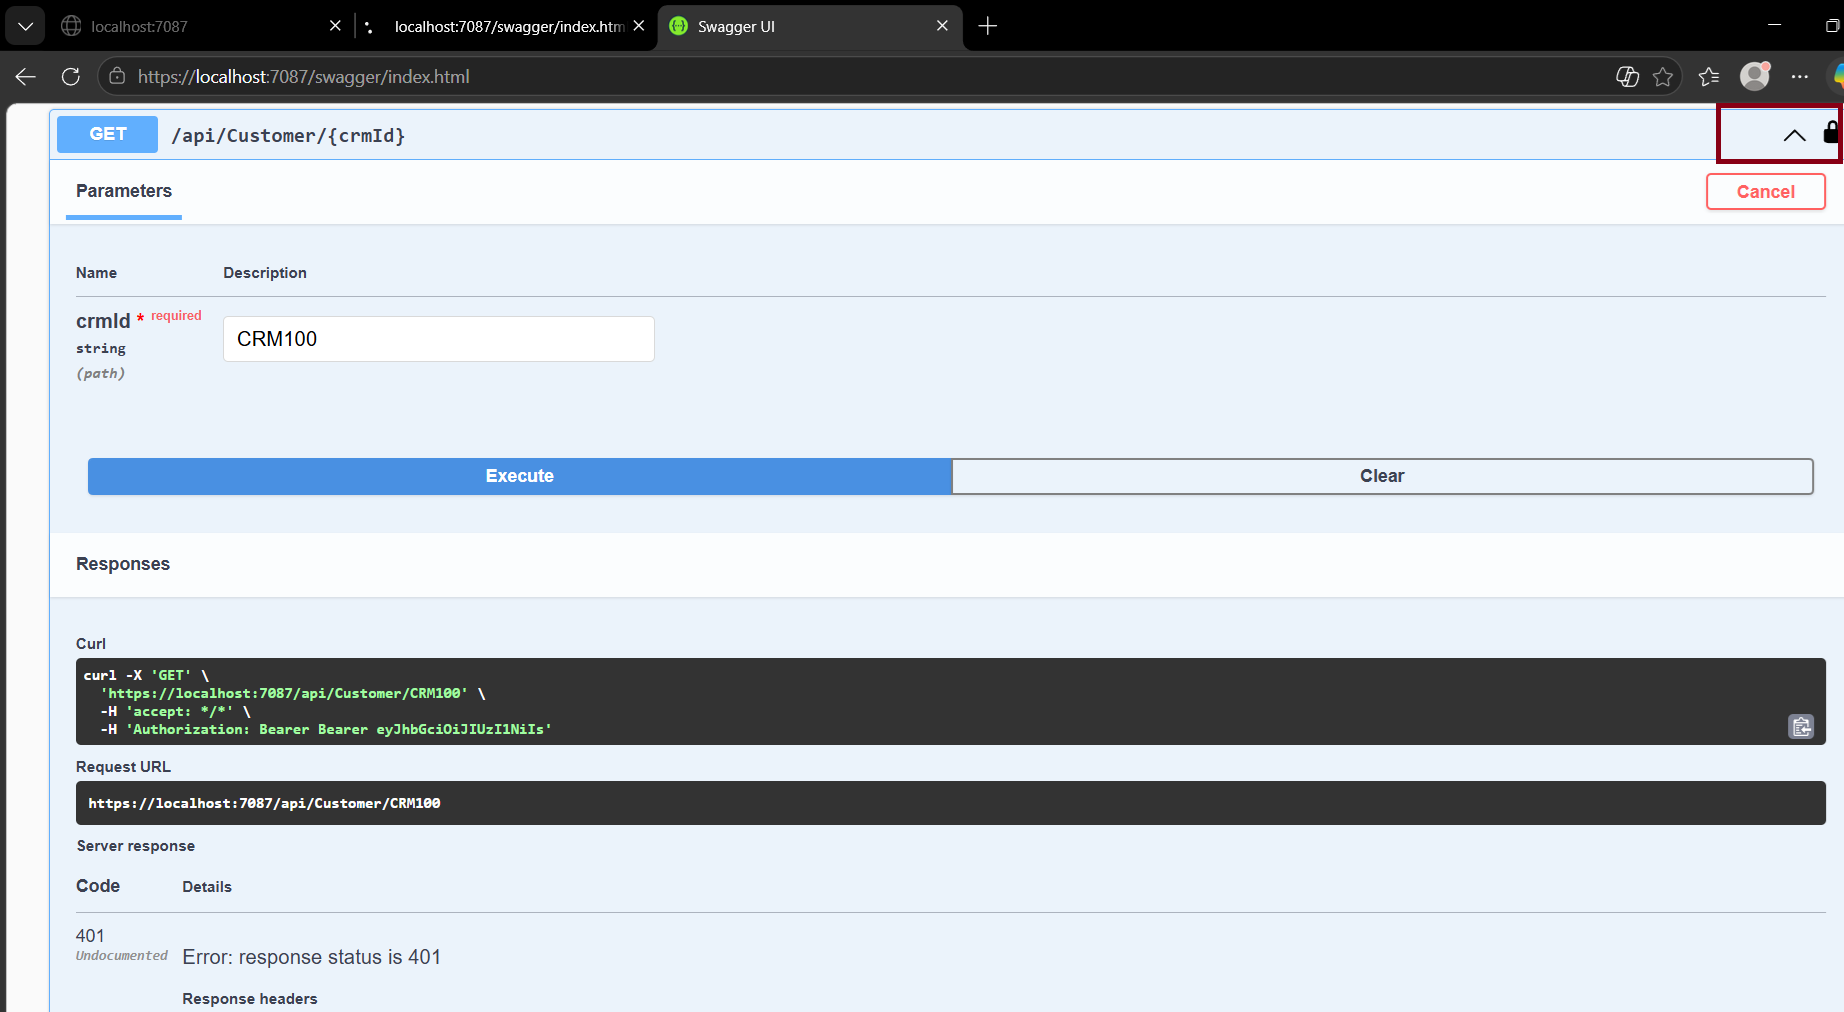 localhost:7087
localhost:7087/swagger/index.htm
Swagger UI
https://localhost:7087/swagger/index.html
GET /api/Customer/{crmId}
Parameters
Cancel
Name Description
crmId * required
string
(path)
CRM100
Execute Clear
Responses
Curl
curl -X 'GET' \
'https://localhost:7087/api/Customer/CRM100' \
-H 'accept: */*' \
-H 'Authorization: Bearer Bearer eyJhbGciOiJIUzI1NiIs'
Request URL
https://localhost:7087/api/Customer/CRM100
Server response
Code Details
401
Undocumented
Error: response status is 401
Response headers